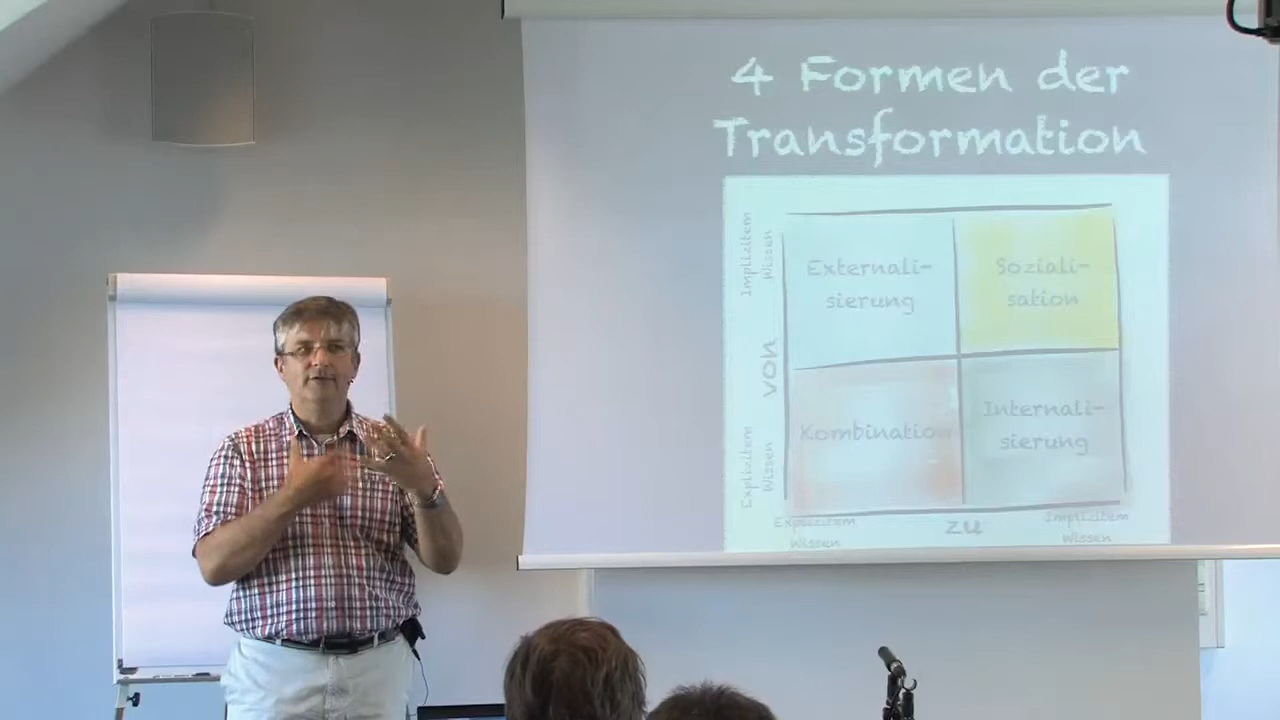 4 Formen der
Transformation
Implizitem
Wissen
Externali-
sierung
Soziali-
sation
von
Explizitem
Wissen
Kombination
Internali-
sierung
Explizitem
Wissen
zu
Implizitem
Wissen